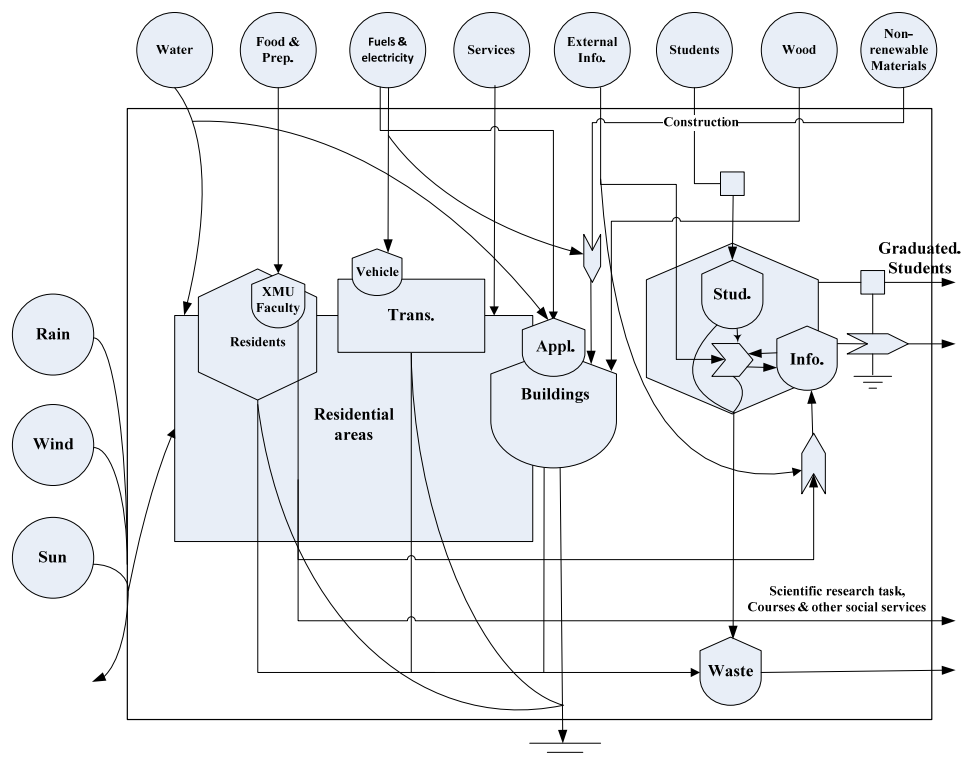 Water
Food &
Prep.
Fuels &
electricity
Services
External
Info.
Students
Wood
Non-
renewable
Materials
Construction
Graduated.
Students
Vehicle
XMU
Faculty
Trans.
Stud.
Rain
Residents
Appl.
Info.
Buildings
Residential
areas
Wind
Sun
Scientific research task,
Courses & other social services
Waste